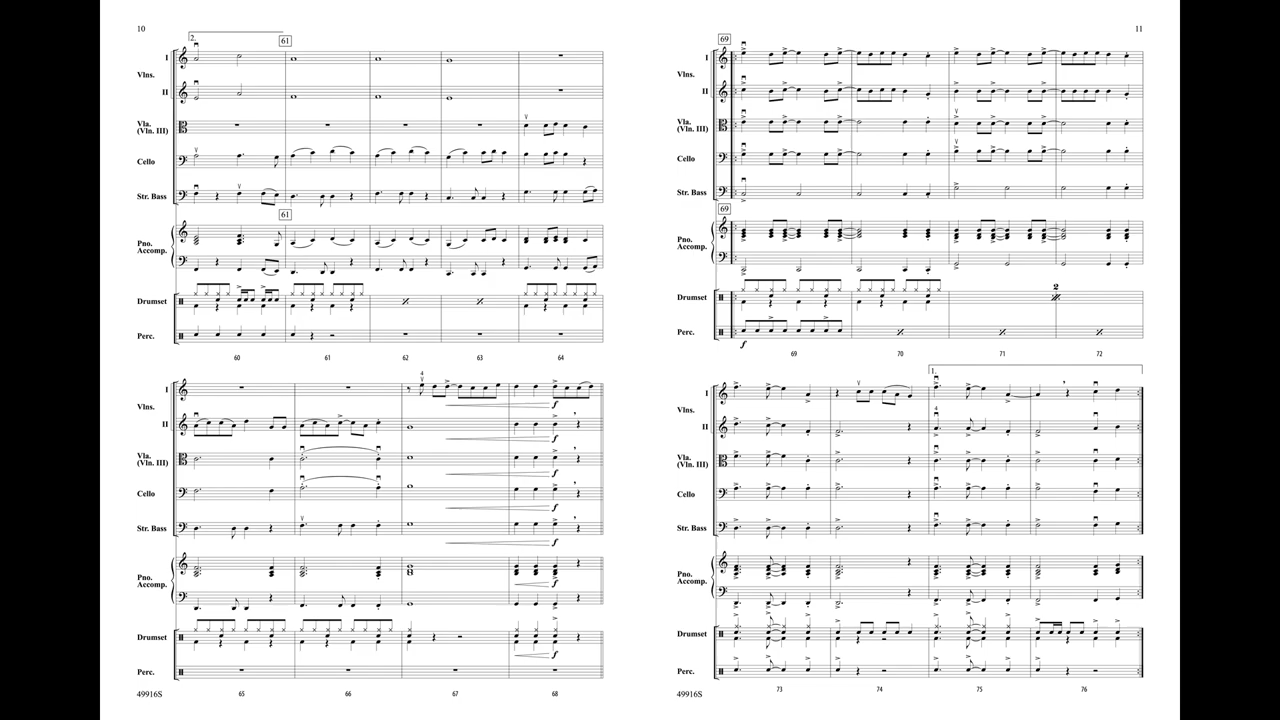 10
2.
61
I
Vlns.
II
Vla.
(Vln. III)
Cello
Str. Bass
61
Pno.
Accomp.
Drumset
Perc.
60 61 62 63 64
4
I
Vlns.
f
II
f
Vla.
(Vln. III)
f
Cello
f
Str. Bass
f
Pno.
Accomp.
f
Drumset
f
Perc.
49916S
65 66 67 68
11
69
I
Vlns.
II
Vla.
(Vln. III)
Cello
Str. Bass
69
Pno.
Accomp.
2
Drumset
Perc.
f
69 70 71 72
1.
I
Vlns.
4
II
Vla.
(Vln. III)
Cello
Str. Bass
Pno.
Accomp.
Drumset
Perc.
49916S
73 74 75 76